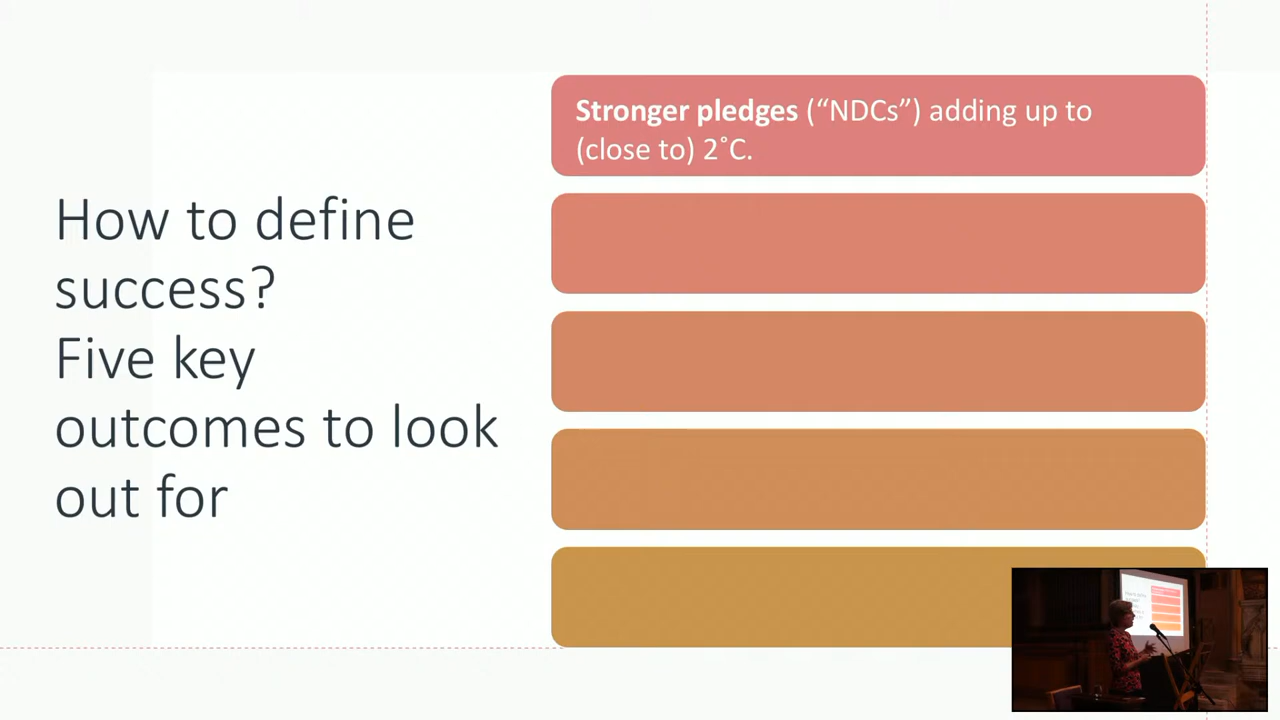 How to define
success?
Five key
outcomes to look
out for
Stronger pledges (“NDCs”) adding up to
(close to) 2˚C.